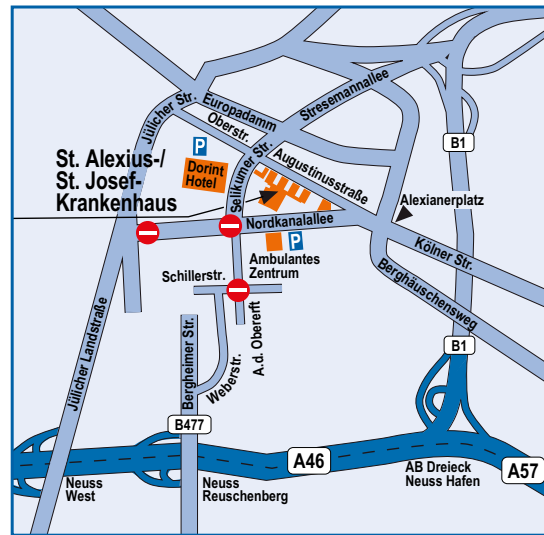 Jülicher Str.
Europadamm
Oberstr.
Stresemannallee
B1
P
St. Alexius-/
St. Josef-
Krankenhaus
Dorint
Hotel
Selikumer Str.
Augustinusstraße
Alexianerplatz
Nordkanalallee
P
Kölner Str.
Ambulantes
Zentrum
Schillerstr.
Berghäuschensweg
A.d. Obererft
Weberstr.
Bergheimer Str.
Jülicher Landstraße
B1
B477
A46
AB Dreieck
Neuss Hafen
A57
Neuss
West
Neuss
Reuschenberg